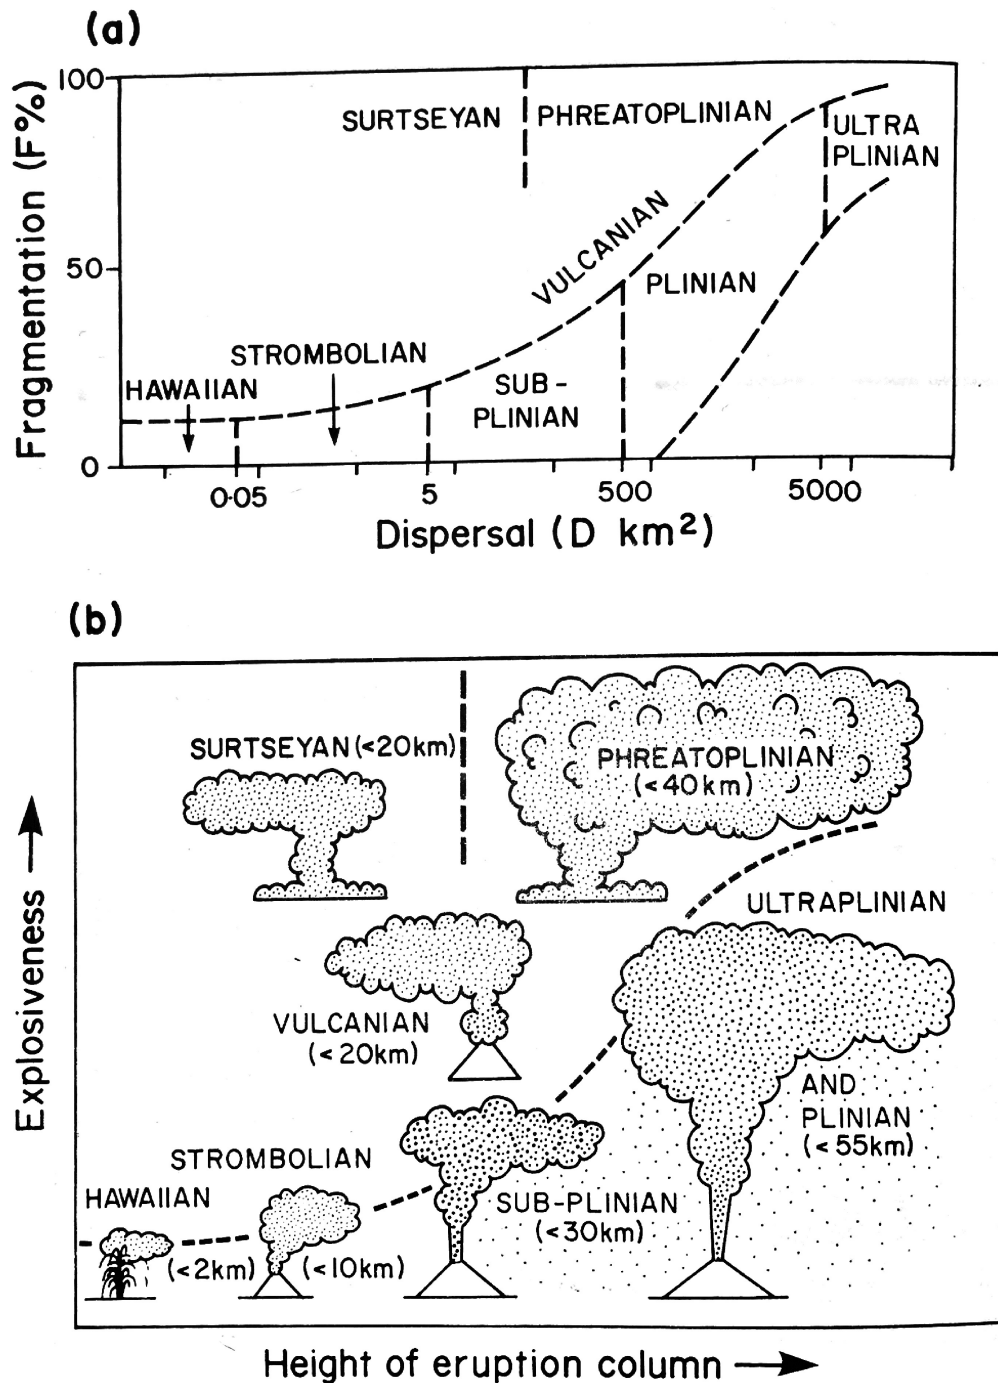 (a)
Fragmentation (F%)
100
50
0
SURTSEYAN
PHREATOPLINIAN
ULTRA
PLINIAN
VULCANIAN
PLINIAN
STROMBOLIAN
HAWAIIAN
SUB-
PLINIAN
0·05
5
500
5000
Dispersal (D km²)
(b)
Explosiveness
SURTSEYAN (<20km)
PHREATOPLINIAN
(<40km)
ULTRAPLINIAN
VULCANIAN
(<20km)
AND
PLINIAN
(<55km)
STROMBOLIAN
HAWAIIAN
SUB-PLINIAN
(<30km)
(<2km)
(<10km)
Height of eruption column